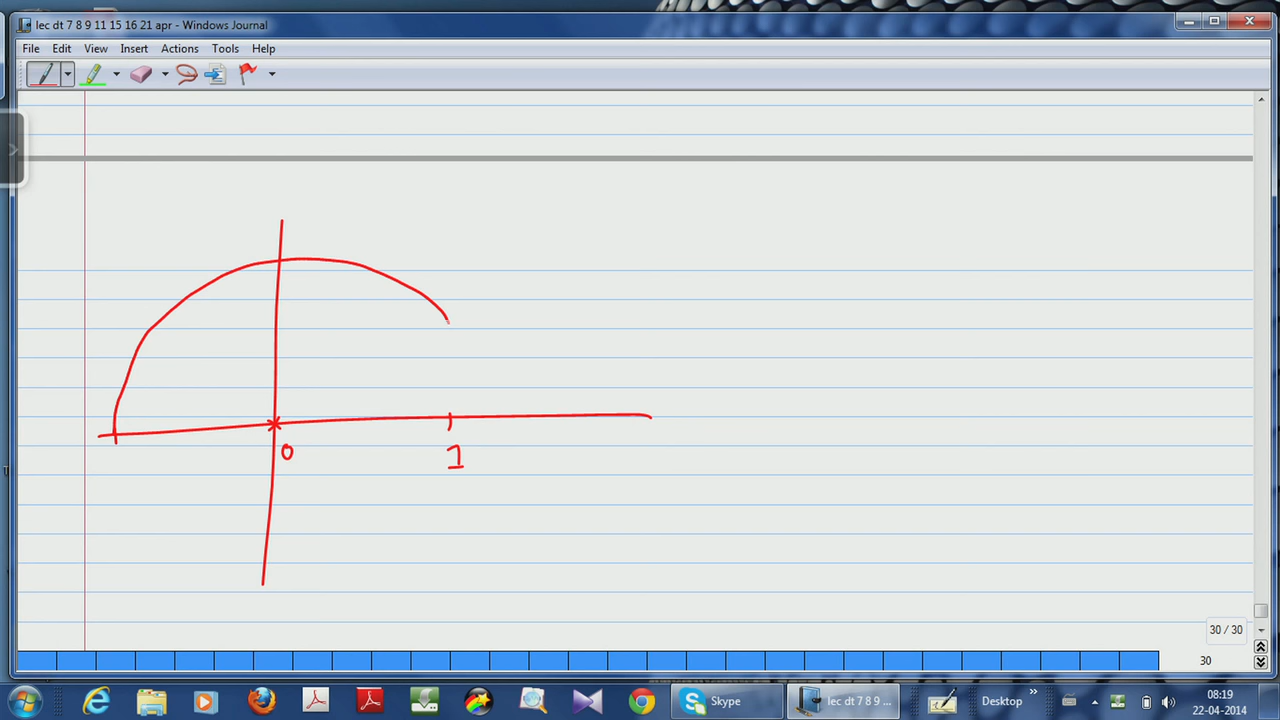 lec dt 7 8 9 11 15 16 21 apr - Windows Journal
File Edit View Insert Actions Tools Help
0
1
30 / 30
30
Skype
lec dt 7 8 9 ...
Desktop
08:19
22-04-2014